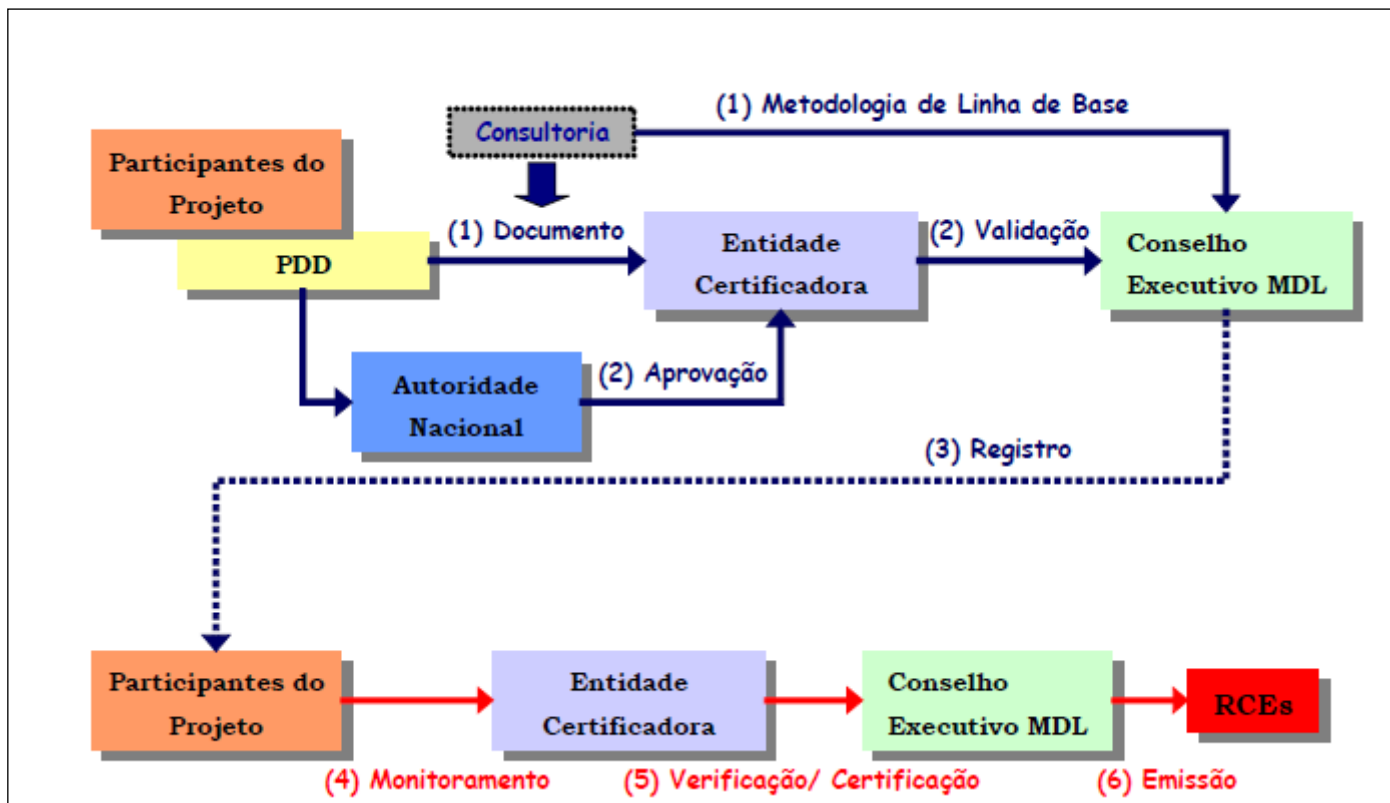 (1) Metodologia de Linha de Base
Consultoria
Participantes do
Projeto
PDD
(1) Documento
Entidade
Certificadora
(2) Validação
Conselho
Executivo MDL
Autoridade
Nacional
(2) Aprovação
(3) Registro
Participantes do
Projeto
Entidade
Certificadora
Conselho
Executivo MDL
RCEs
(4) Monitoramento
(5) Verificação/ Certificação
(6) Emissão